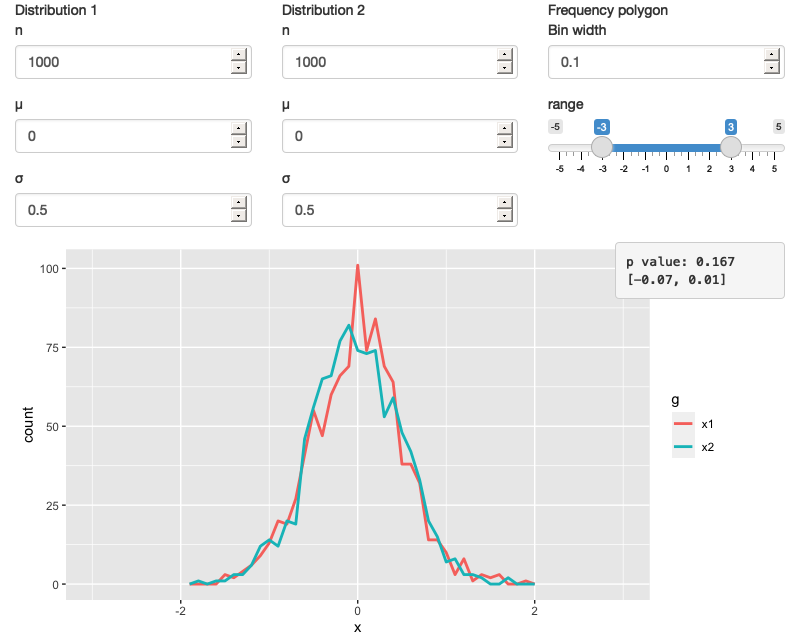 Distribution 1
n
1000
μ
0
σ
0.5
Distribution 2
n
1000
μ
0
σ
0.5
Frequency polygon
Bin width
0.1
range
-5 -3 3 5
-5 -4 -3 -2 -1 0 1 2 3 4 5
p value: 0.167
[-0.07, 0.01]
100
75
50
25
0
count
-2 0 2
x
g
x1
x2